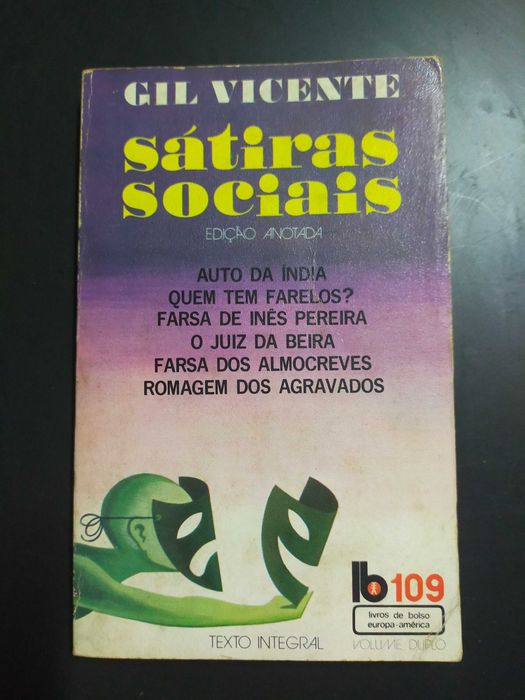 GIL VICENTE
sátiras
sociais
EDIÇÃO ANOTADA
AUTO DA ÍNDIA
QUEM TEM FARELOS?
FARSA DE INÊS PEREIRA
O JUIZ DA BEIRA
FARSA DOS ALMOCREVES
ROMAGEM DOS AGRAVADOS
lb 109
livros de bolso
europa-américa
TEXTO INTEGRAL
VOLUME DUPLO